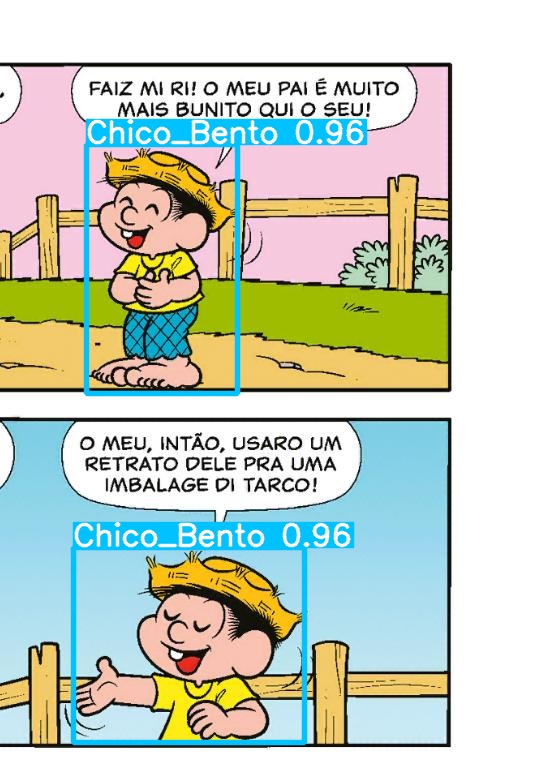 FAIZ MI RI! O MEU PAI É MUITO
MAIS BUNITO QUI O SEU!
Chico_Bento 0.96
O MEU, INTÃO, USARO UM
RETRATO DELE PRA UMA
IMBALAGE DI TARCO!
Chico_Bento 0.96